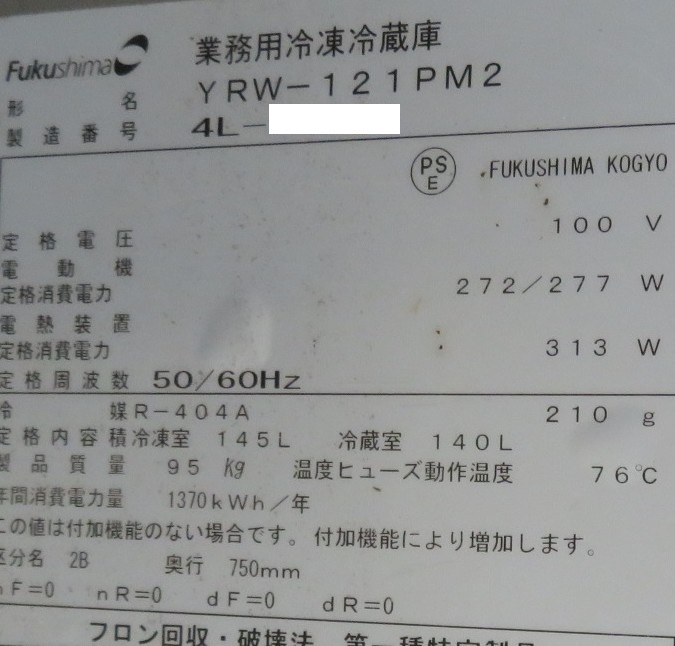 Fukushima
業務用冷凍冷蔵庫
形名 YRW-121PM2
製造番号 4L-
PSE FUKUSHIMA KOGYO
定格電圧 100 V
電動機
定格消費電力 272/277 W
電熱装置
定格消費電力 313 W
定格周波数 50/60Hz
冷媒 R-404A 210 g
定格内容積 冷凍室 145L 冷蔵室 140L
製品質量 95 Kg 温度ヒューズ動作温度 76℃
年間消費電力量 1370kWh/年
この値は付加機能のない場合です。付加機能により増加します。
区分名 2B 奥行 750mm
nF=0 nR=0 dF=0 dR=0
フロン回収・破壊法 第一種特定製品